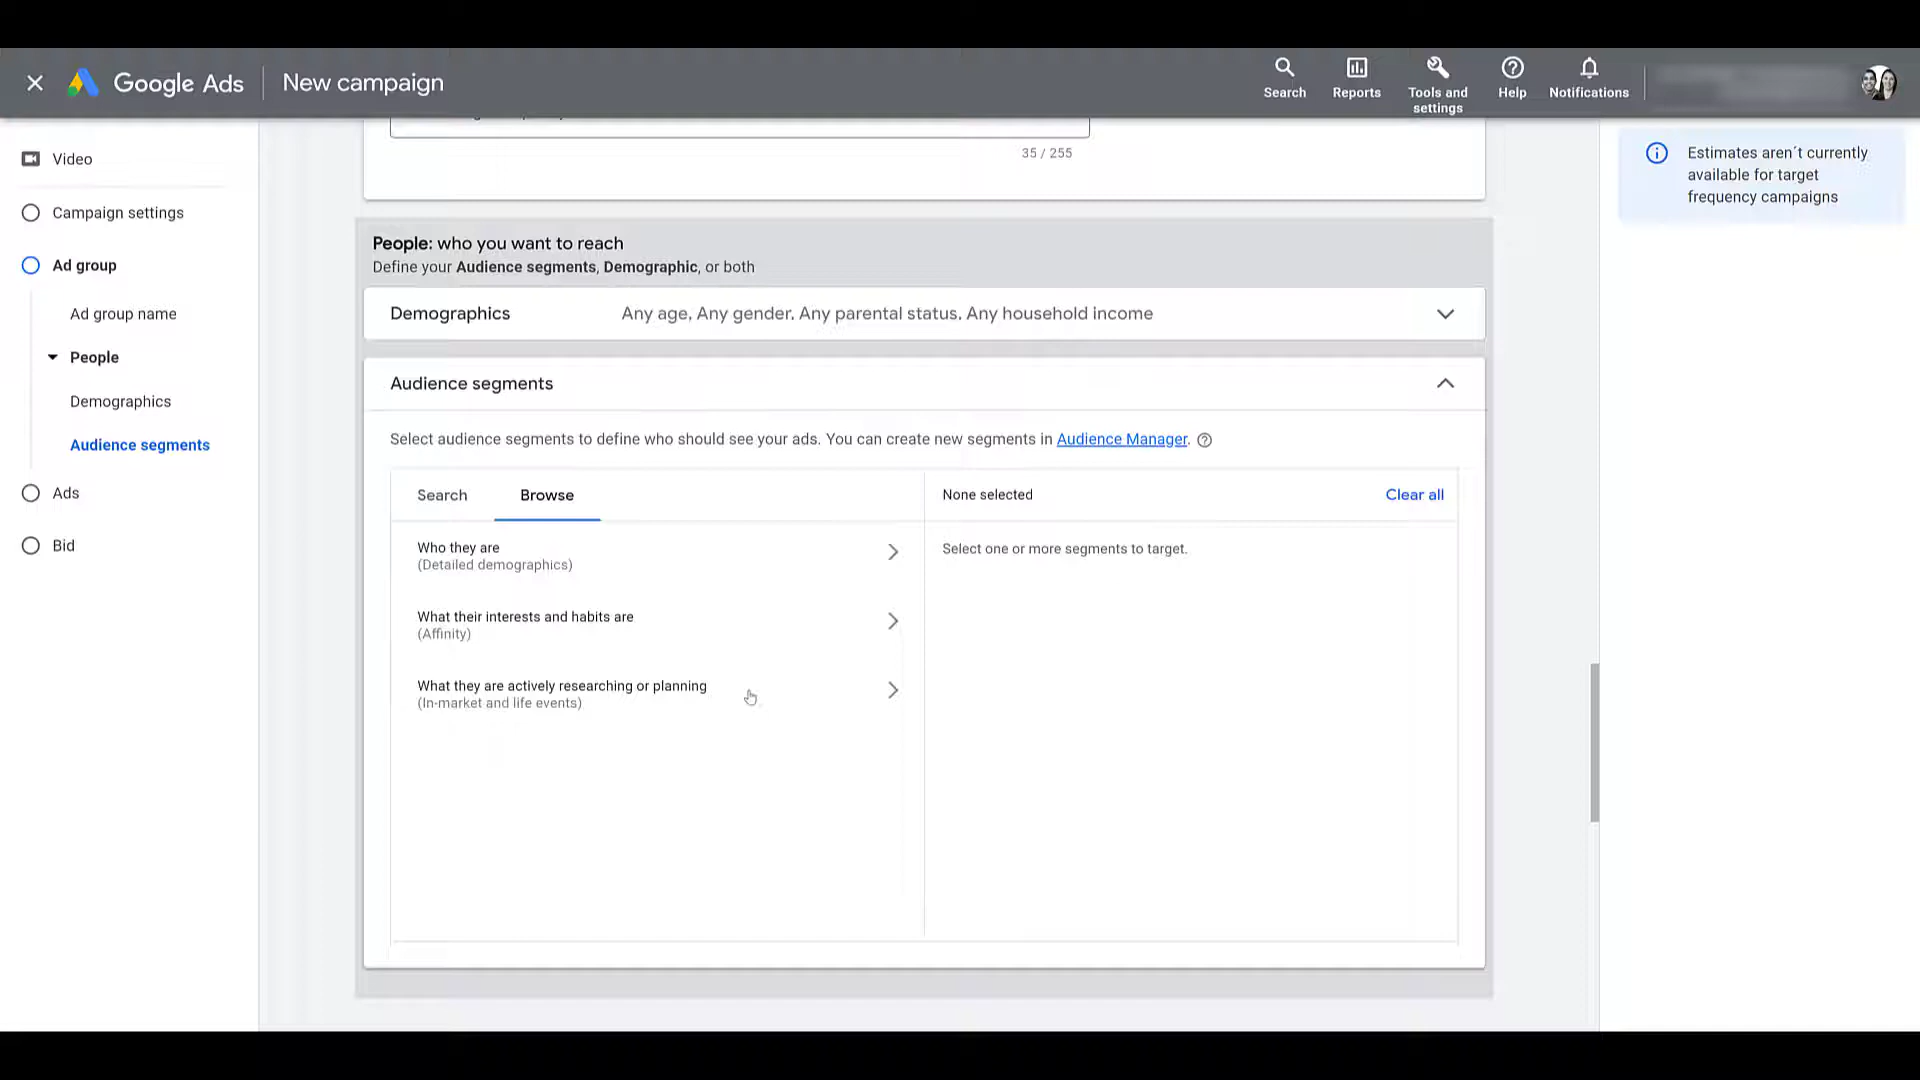 Google Ads
New campaign
Search
Reports
Tools and
settings
Help
Notifications
Video
Campaign settings
Ad group
Ad group name
People
Demographics
Audience segments
Ads
Bid
35 / 255
People: who you want to reach
Define your Audience segments, Demographic, or both
Demographics
Any age, Any gender. Any parental status. Any household income
Audience segments
Select audience segments to define who should see your ads. You can create new segments in Audience Manager.
Search
Browse
Who they are
(Detailed demographics)
What their interests and habits are
(Affinity)
What they are actively researching or planning
(In-market and life events)
None selected
Clear all
Select one or more segments to target.
Estimates aren´t currently
available for target
frequency campaigns